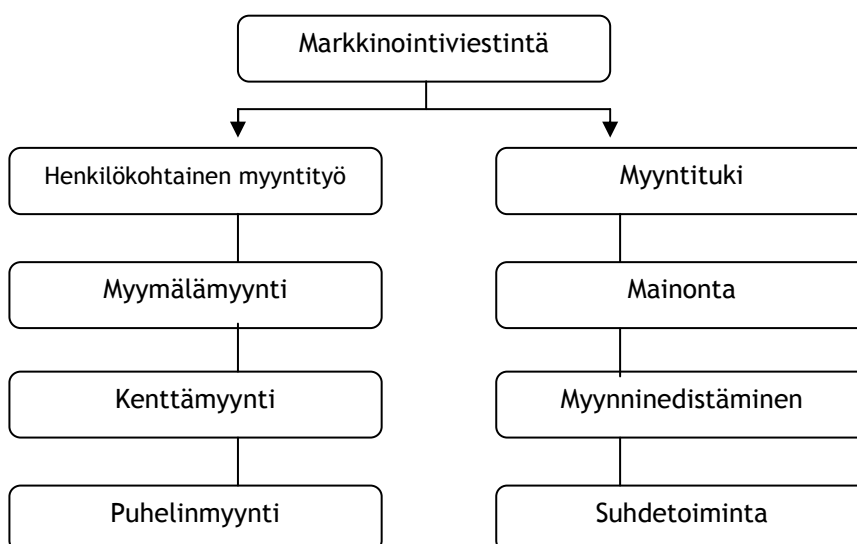 Markkinointiviestintä
Henkilökohtainen myyntityö
Myyntituki
Myymälämyynti
Mainonta
Kenttämyynti
Myynninedistäminen
Puhelinmyynti
Suhdetoiminta